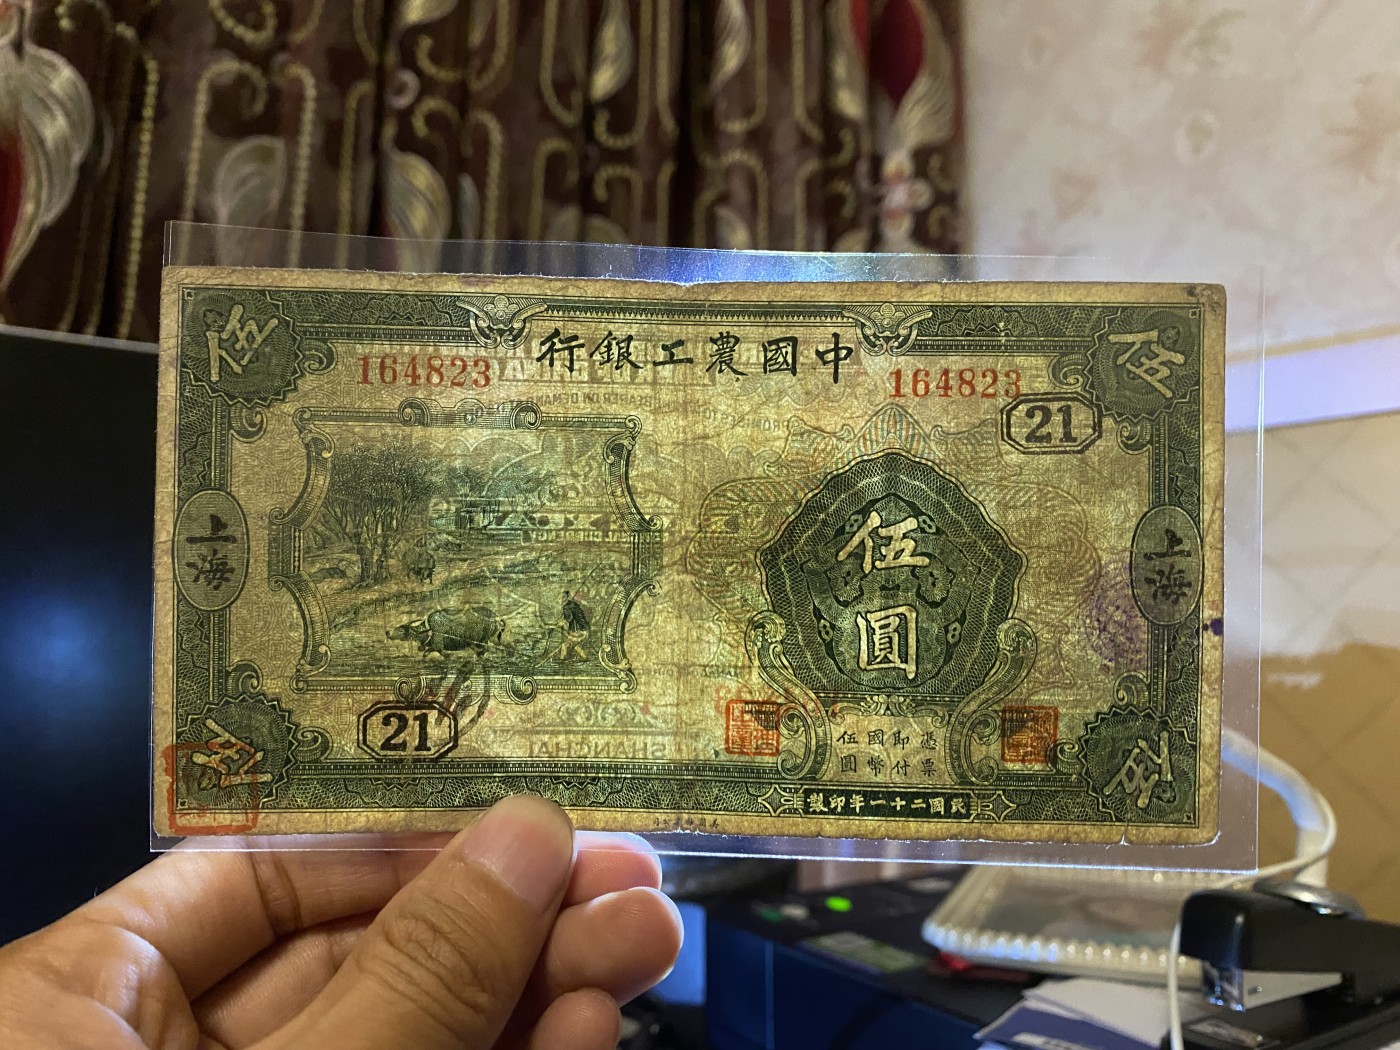 中國農工銀行
164823
164823
21
伍
伍
上海
上海
伍圓
憑票
即付
國幣
伍圓
21
伍
伍
民國二十一年印製
SHANGHAI